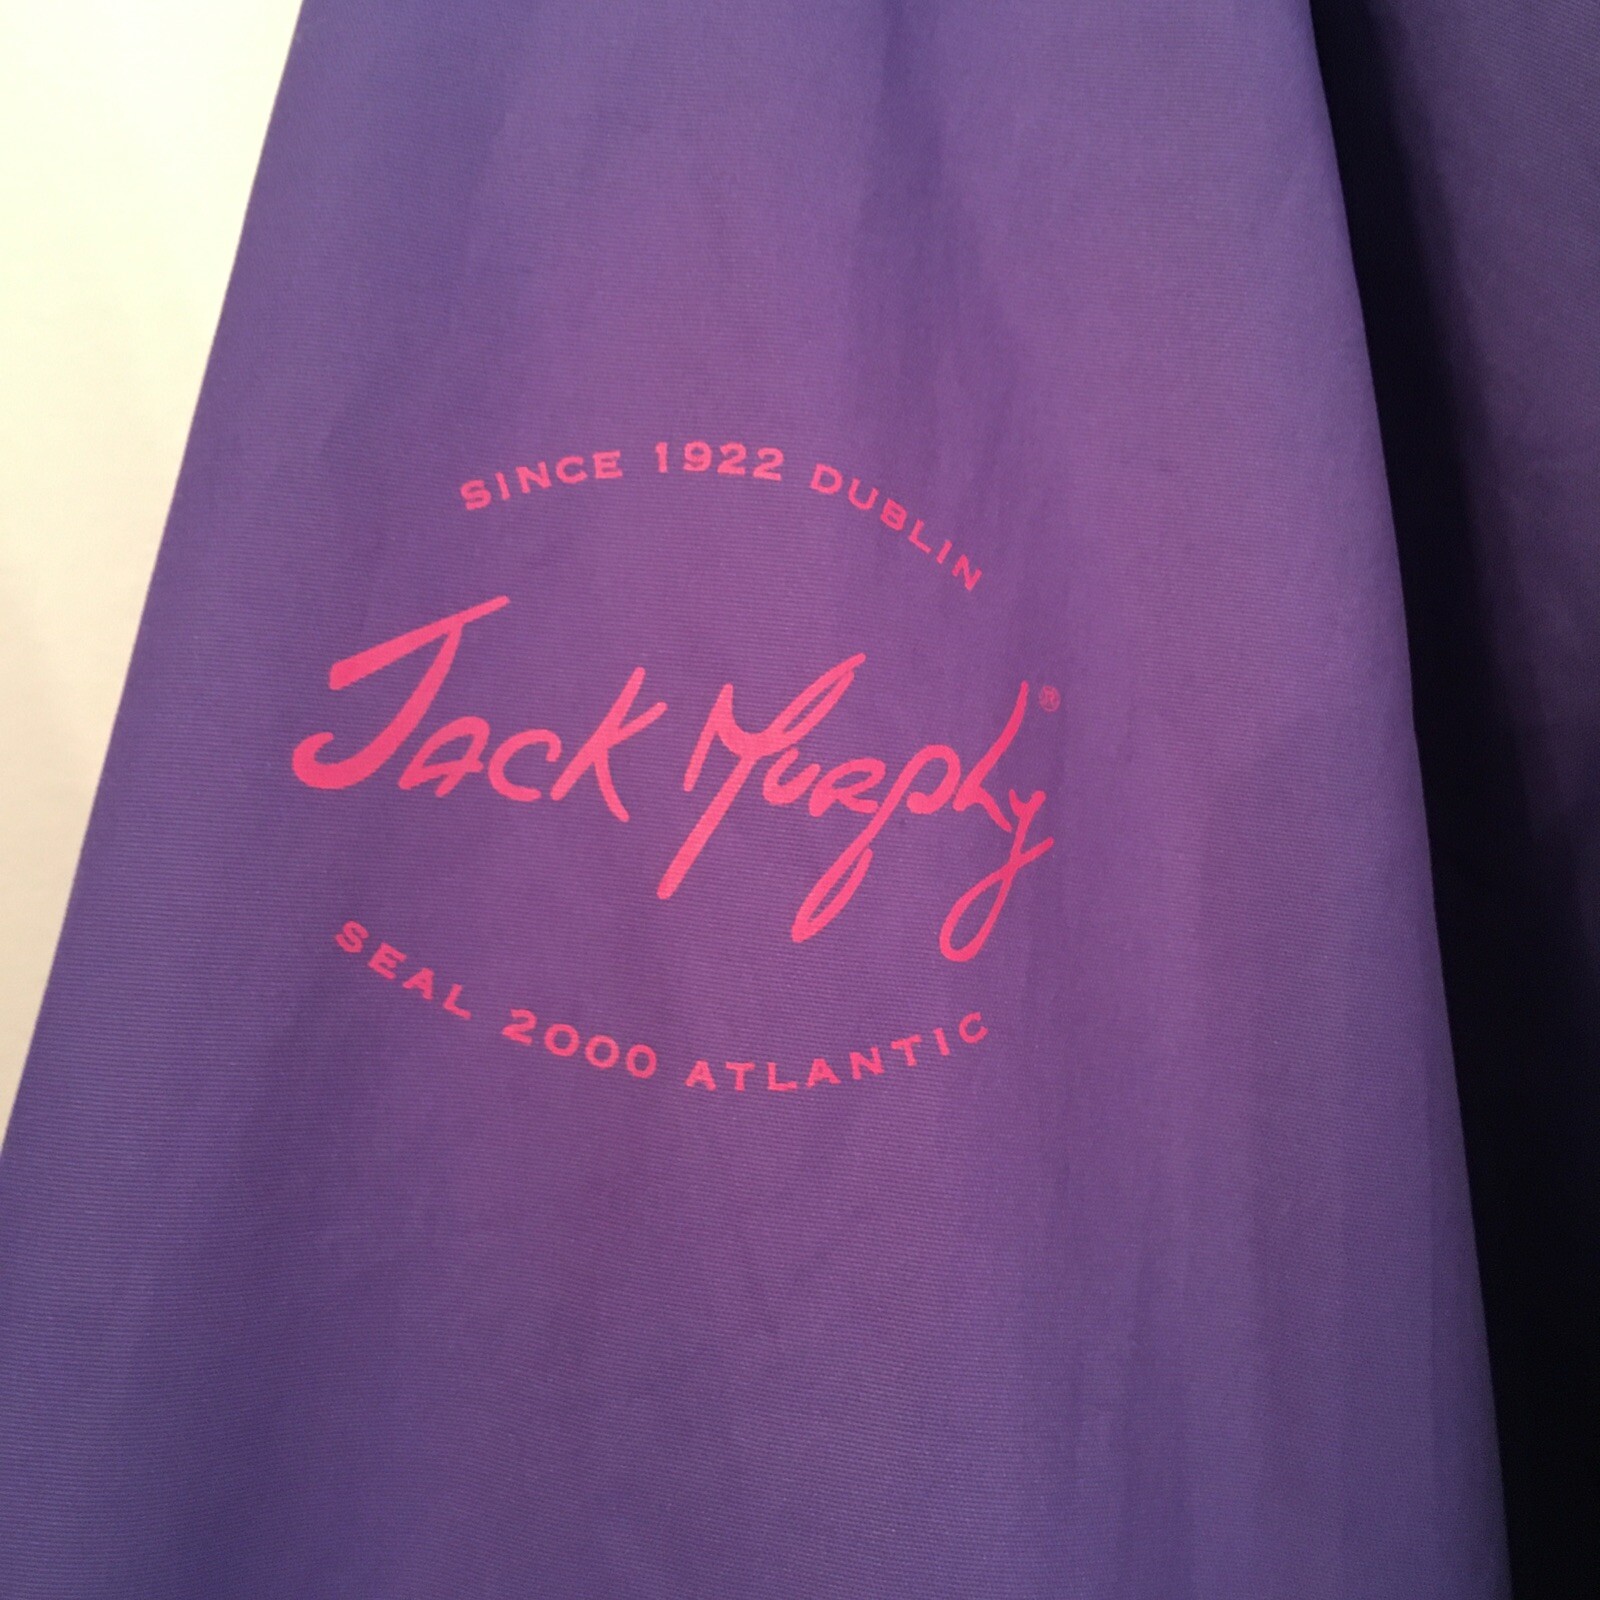 SINCE 1922 DUBLIN
Jack Murphy®
SEAL 2000 ATLANTIC